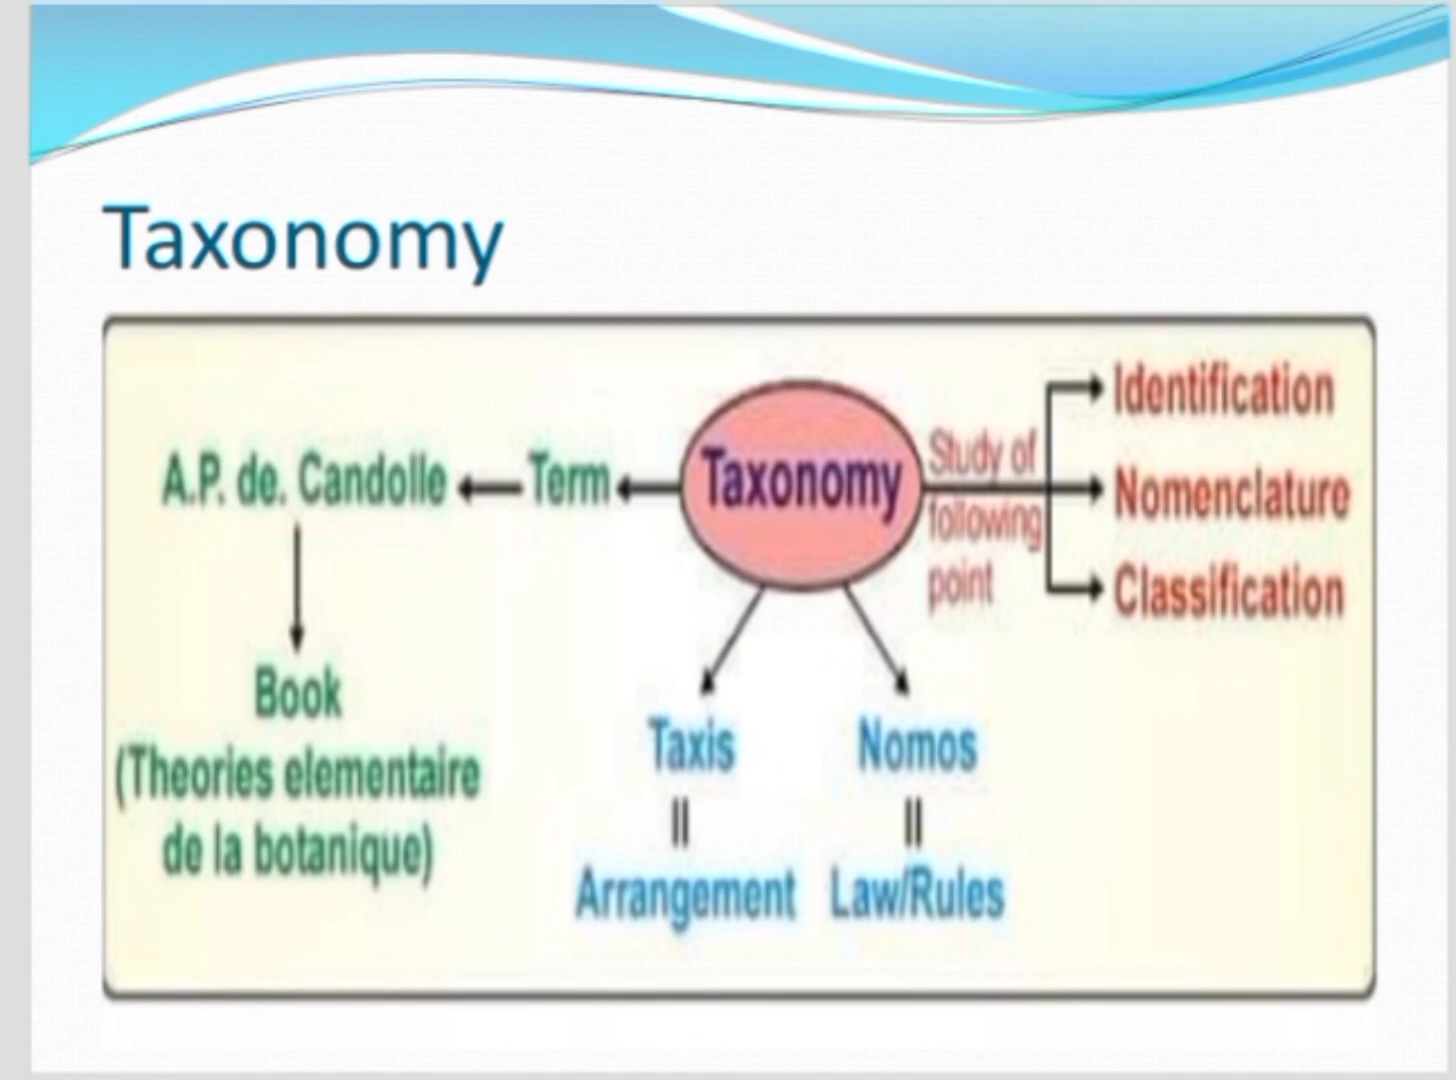 Taxonomy
A.P. de. Candolle
Term
Taxonomy
Study of
following
point
Identification
Nomenclature
Classification
Book
(Theories elementaire
de la botanique)
Taxis
Nomos
=
=
Arrangement
Law/Rules